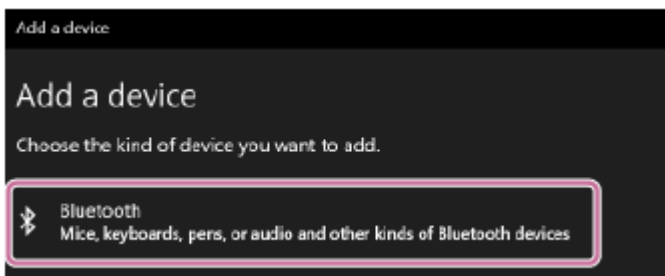 Add a device
Add a device
Choose the kind of device you want to add.
Bluetooth
Mice, keyboards, pens, or audio and other kinds of Bluetooth devices